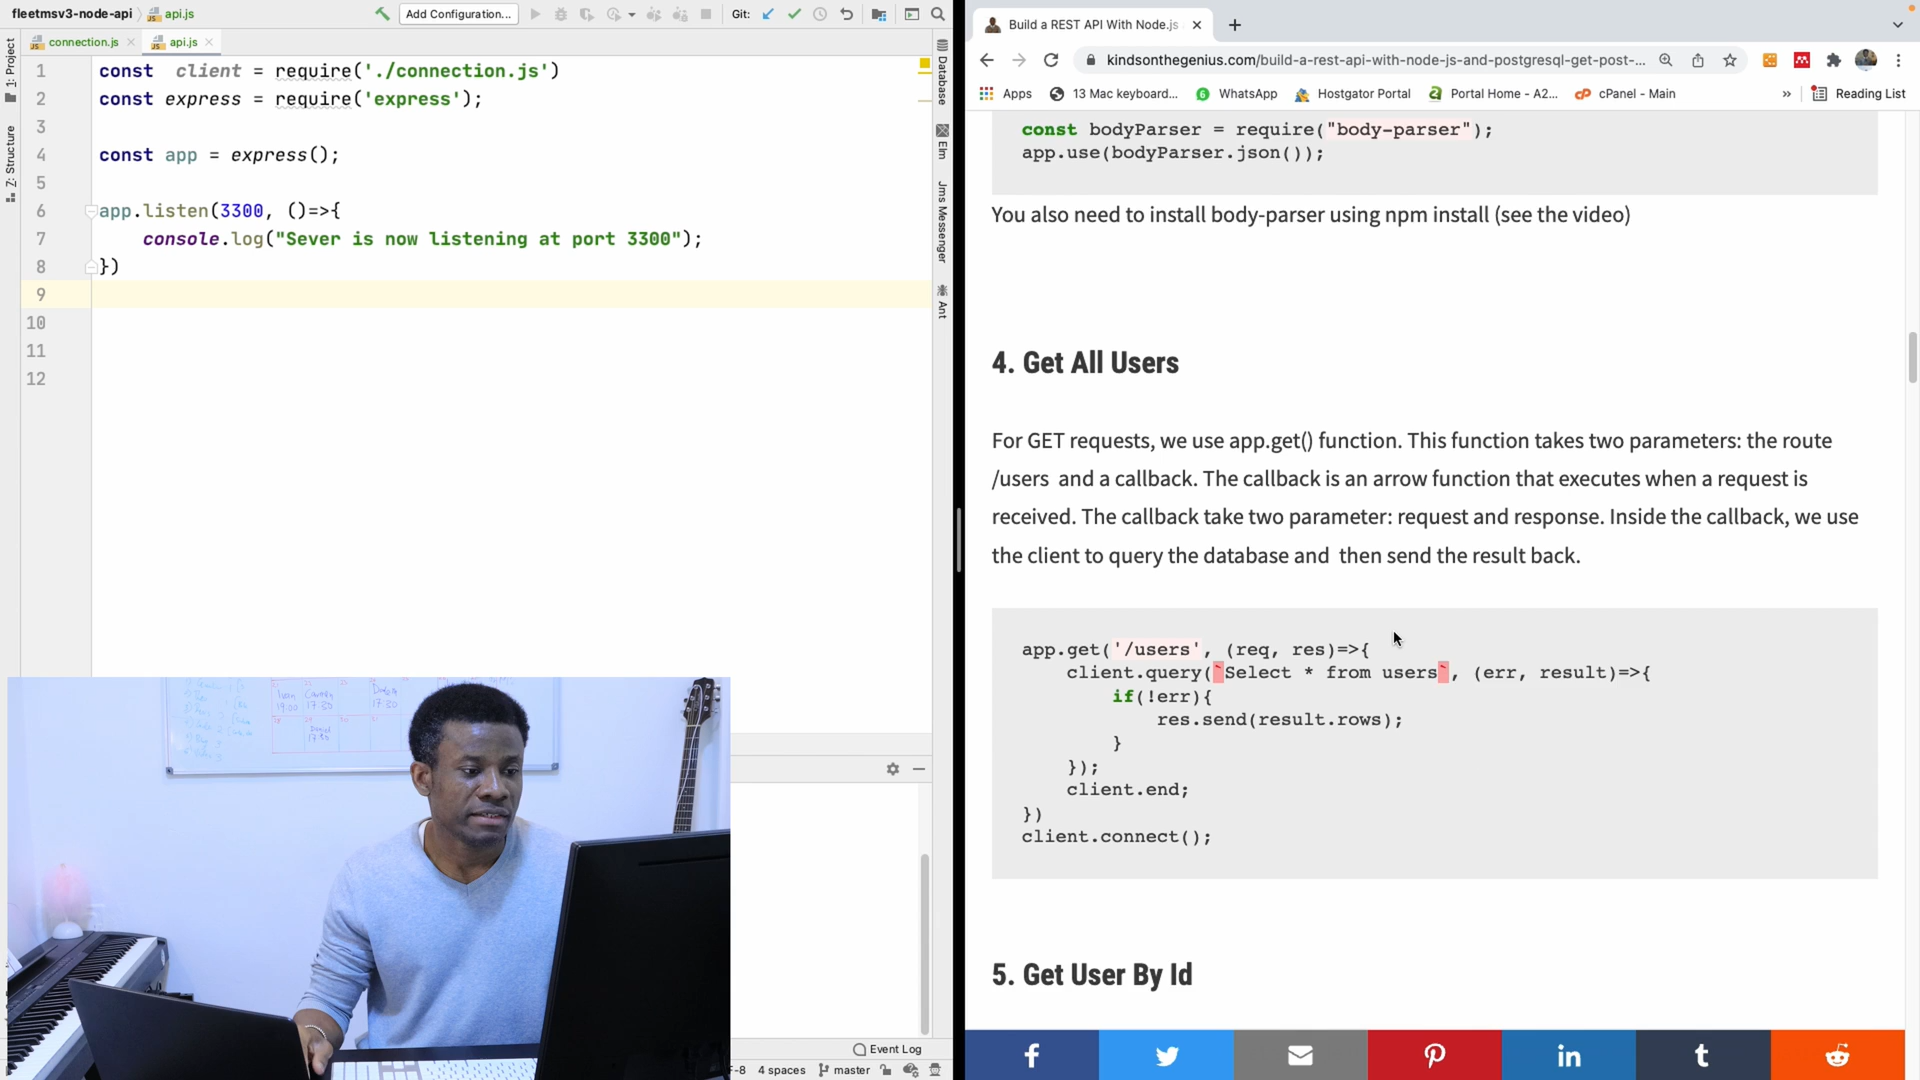 fleetmsv3-node-api
api.js
Add Configuration...
Git:
connection.js
api.js
1: Project
Z: Structure
1 const client = require('./connection.js')
2 const express = require('express');
3
4 const app = express();
5
6 app.listen(3300, ()=>{
7 console.log("Sever is now listening at port 3300");
8 })
9
10
11
12
Database
Elm
Jms Messenger
Ant
Event Log
F-8 4 spaces master
Build a REST API With Node.js
kindsonthegenius.com/build-a-rest-api-with-node-js-and-postgresql-get-post-...
Apps
13 Mac keyboard...
WhatsApp
Hostgator Portal
Portal Home - A2...
cPanel - Main
»
Reading List
const bodyParser = require("body-parser");
app.use(bodyParser.json());
You also need to install body-parser using npm install (see the video)
4. Get All Users
For GET requests, we use app.get() function. This function takes two parameters: the route
/users and a callback. The callback is an arrow function that executes when a request is
received. The callback take two parameter: request and response. Inside the callback, we use
the client to query the database and then send the result back.
app.get('/users', (req, res)=>{
client.query(`Select * from users`, (err, result)=>{
if(!err){
res.send(result.rows);
}
});
client.end;
})
client.connect();
5. Get User By Id